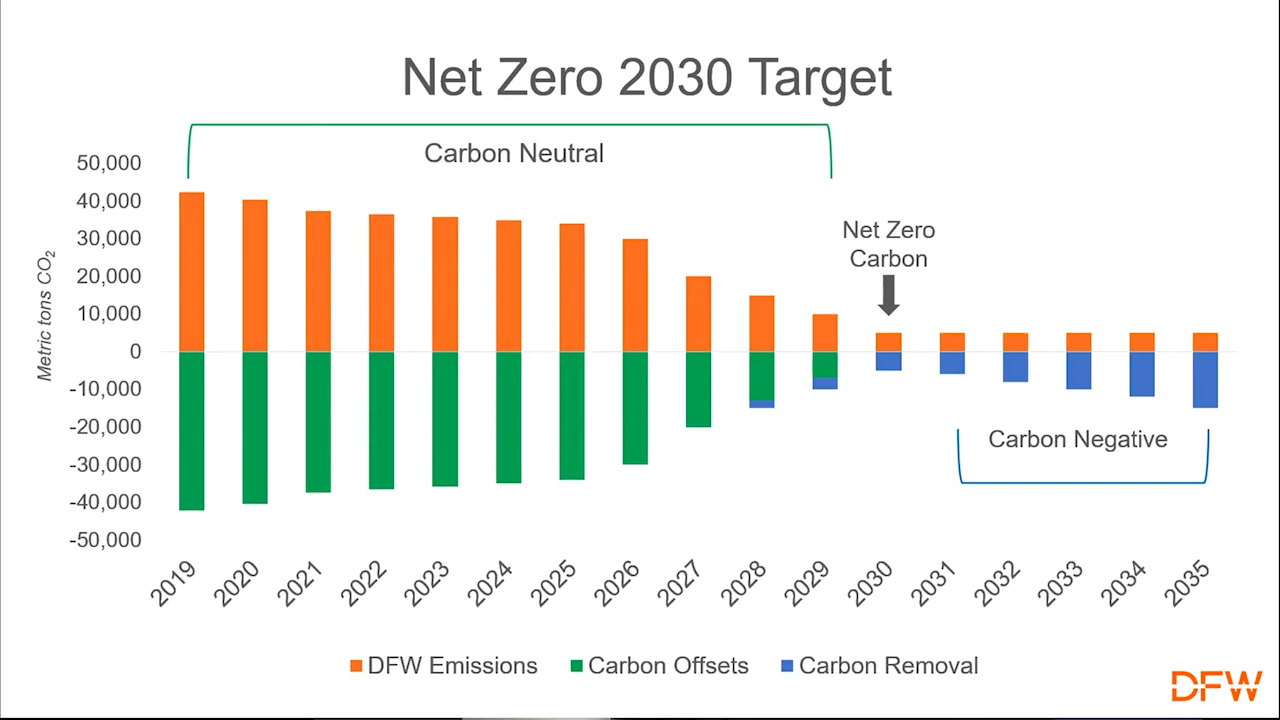 Net Zero 2030 Target
Carbon Neutral
50,000
40,000
30,000
20,000
10,000
0
-10,000
-20,000
-30,000
-40,000
-50,000
Metric tons CO₂
Net Zero
Carbon
Carbon Negative
2019
2020
2021
2022
2023
2024
2025
2026
2027
2028
2029
2030
2031
2032
2033
2034
2035
DFW Emissions
Carbon Offsets
Carbon Removal
DFW